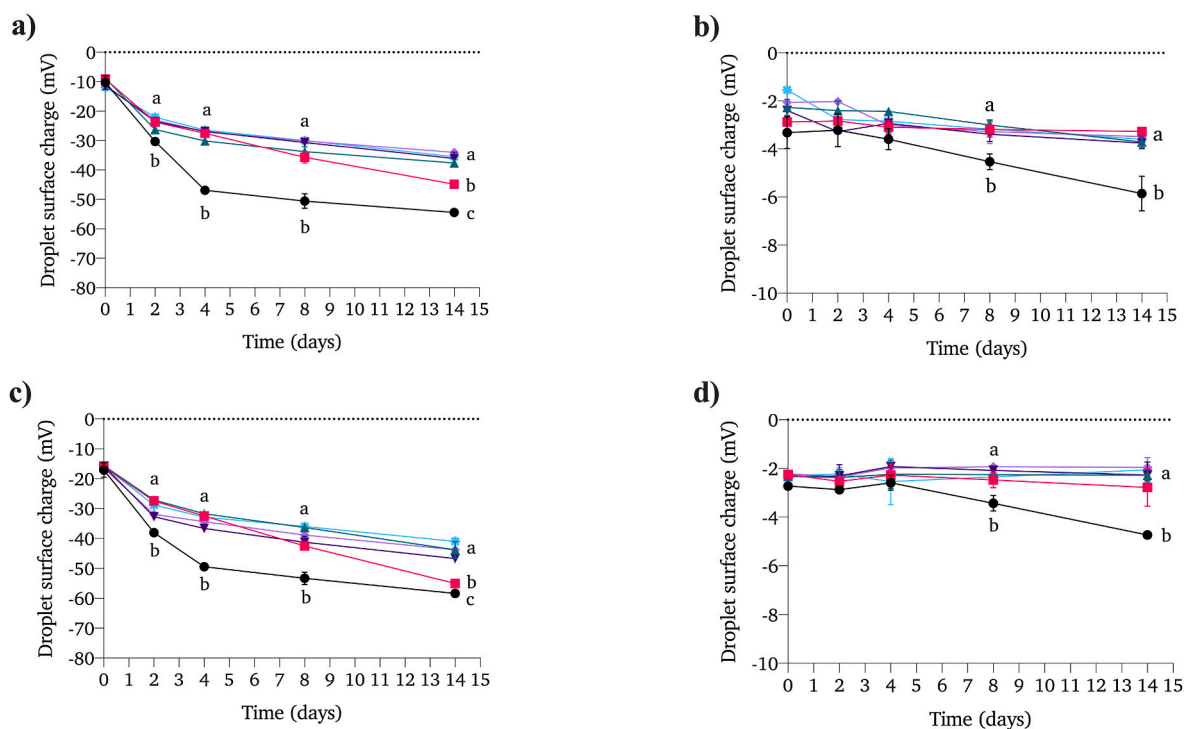 a)
Droplet surface charge (mV)
0
-10
-20
-30
-40
-50
-60
-70
-80
a
a
a
a
b
b
b
b
c
0 1 2 3 4 5 6 7 8 9 10 11 12 13 14 15
Time (days)
b)
Droplet surface charge (mV)
0
-2
-4
-6
-8
-10
a
a
b
b
0 1 2 3 4 5 6 7 8 9 10 11 12 13 14 15
Time (days)
c)
Droplet surface charge (mV)
0
-10
-20
-30
-40
-50
-60
-70
-80
a
a
a
a
b
b
b
b
c
0 1 2 3 4 5 6 7 8 9 10 11 12 13 14 15
Time (days)
d)
Droplet surface charge (mV)
0
-2
-4
-6
-8
-10
a
a
b
b
0 1 2 3 4 5 6 7 8 9 10 11 12 13 14 15
Time (days)